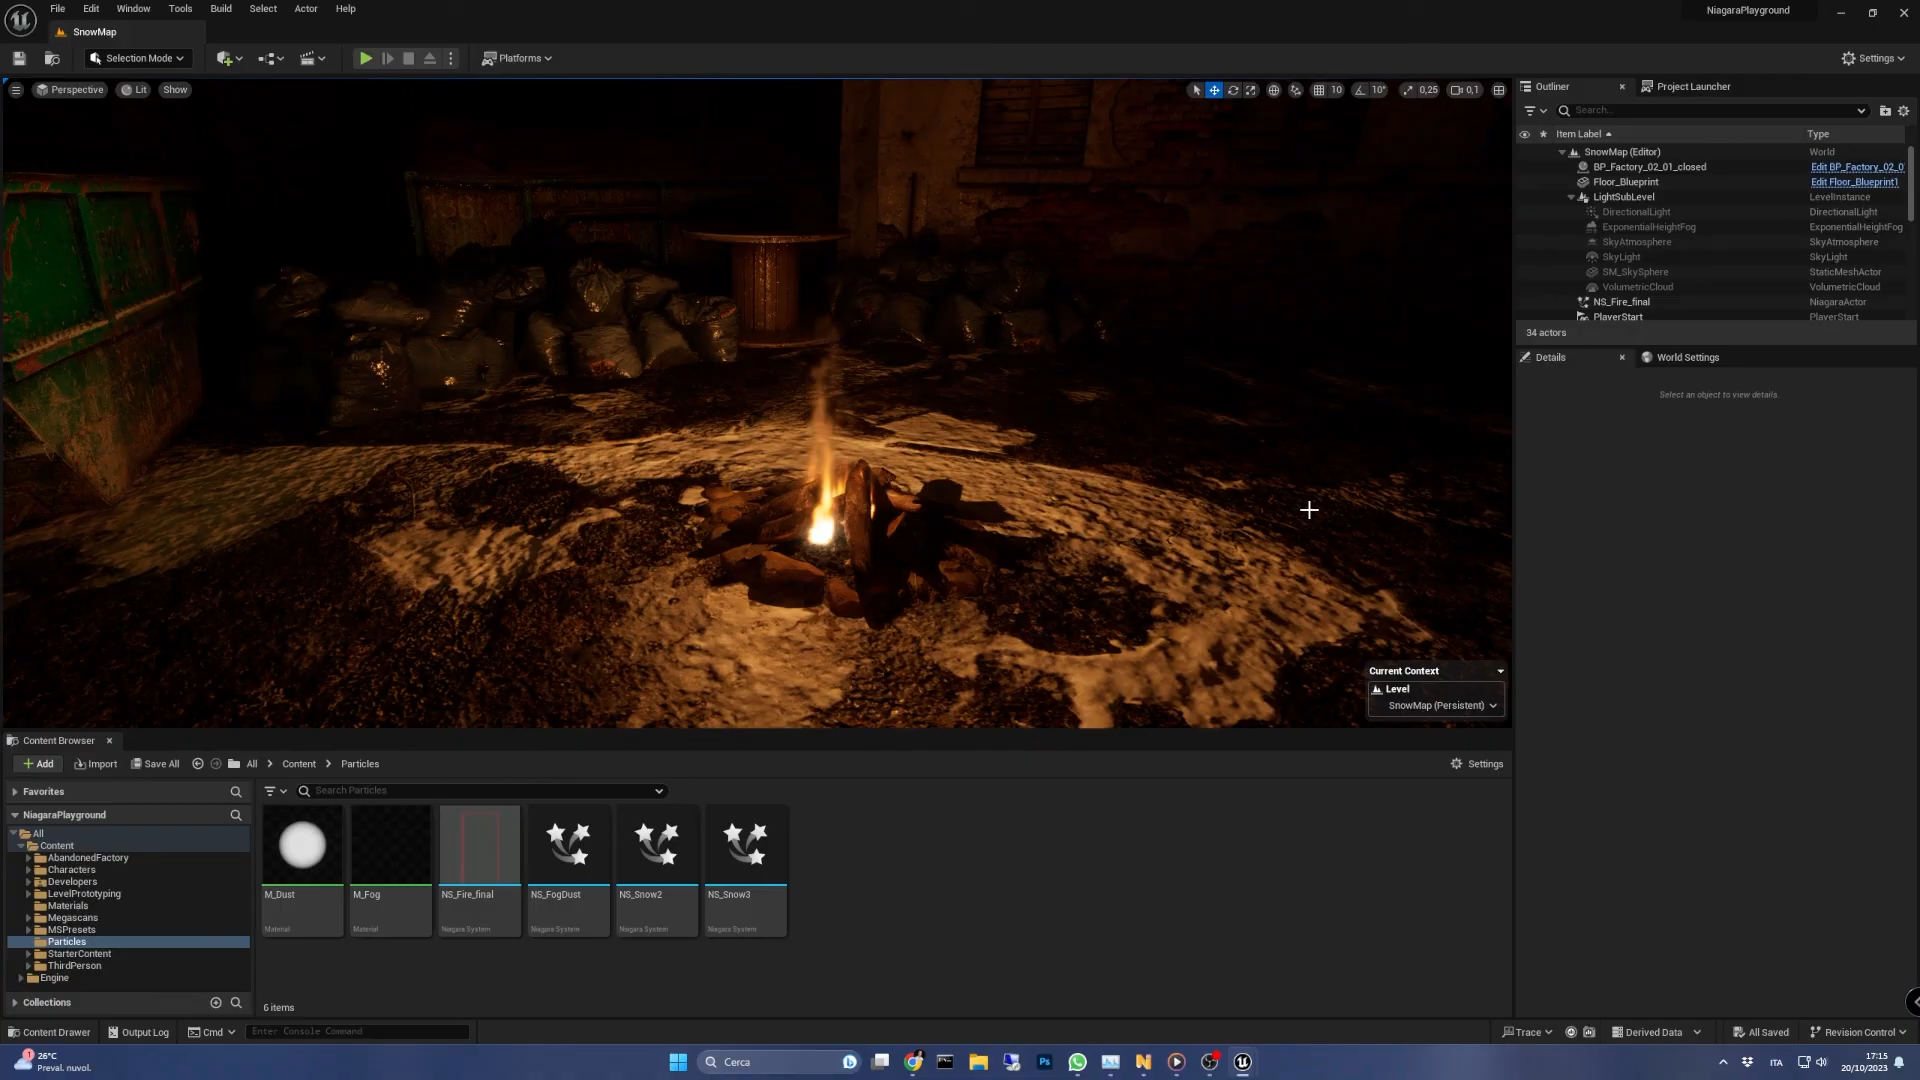 File Edit Window Tools Build Select Actor Help
NiagaraPlayground
SnowMap
Selection Mode
Platforms
Settings
Perspective Lit Show
10 10° 0,25 0,1
Outliner
Project Launcher
Search...
Item Label Type
SnowMap (Editor) World
BP_Factory_02_01_closed Edit BP_Factory_02_0
Floor_Blueprint Edit Floor_Blueprint1
LightSubLevel LevelInstance
DirectionalLight DirectionalLight
ExponentialHeightFog ExponentialHeightFog
SkyAtmosphere SkyAtmosphere
SkyLight SkyLight
SM_SkySphere StaticMeshActor
VolumetricCloud VolumetricCloud
NS_Fire_final NiagaraActor
PlayerStart PlayerStart
34 actors
Details
World Settings
Select an object to view details.
Current Context
Level
SnowMap (Persistent)
Content Browser
Add Import Save All All Content Particles
Settings
Favorites
NiagaraPlayground
All
Content
AbandonedFactory
Characters
Developers
LevelPrototyping
Materials
Megascans
MSPresets
Particles
StarterContent
ThirdPerson
Engine
Collections
Search Particles
M_Dust
Material
M_Fog
Material
NS_Fire_final
Niagara System
NS_FogDust
Niagara System
NS_Snow2
Niagara System
NS_Snow3
Niagara System
6 items
Content Drawer Output Log Cmd Enter Console Command
Trace Derived Data All Saved Revision Control
1
26°C
Preval. nuvol.
Cerca
Ps
ITA
17:15
20/10/2023